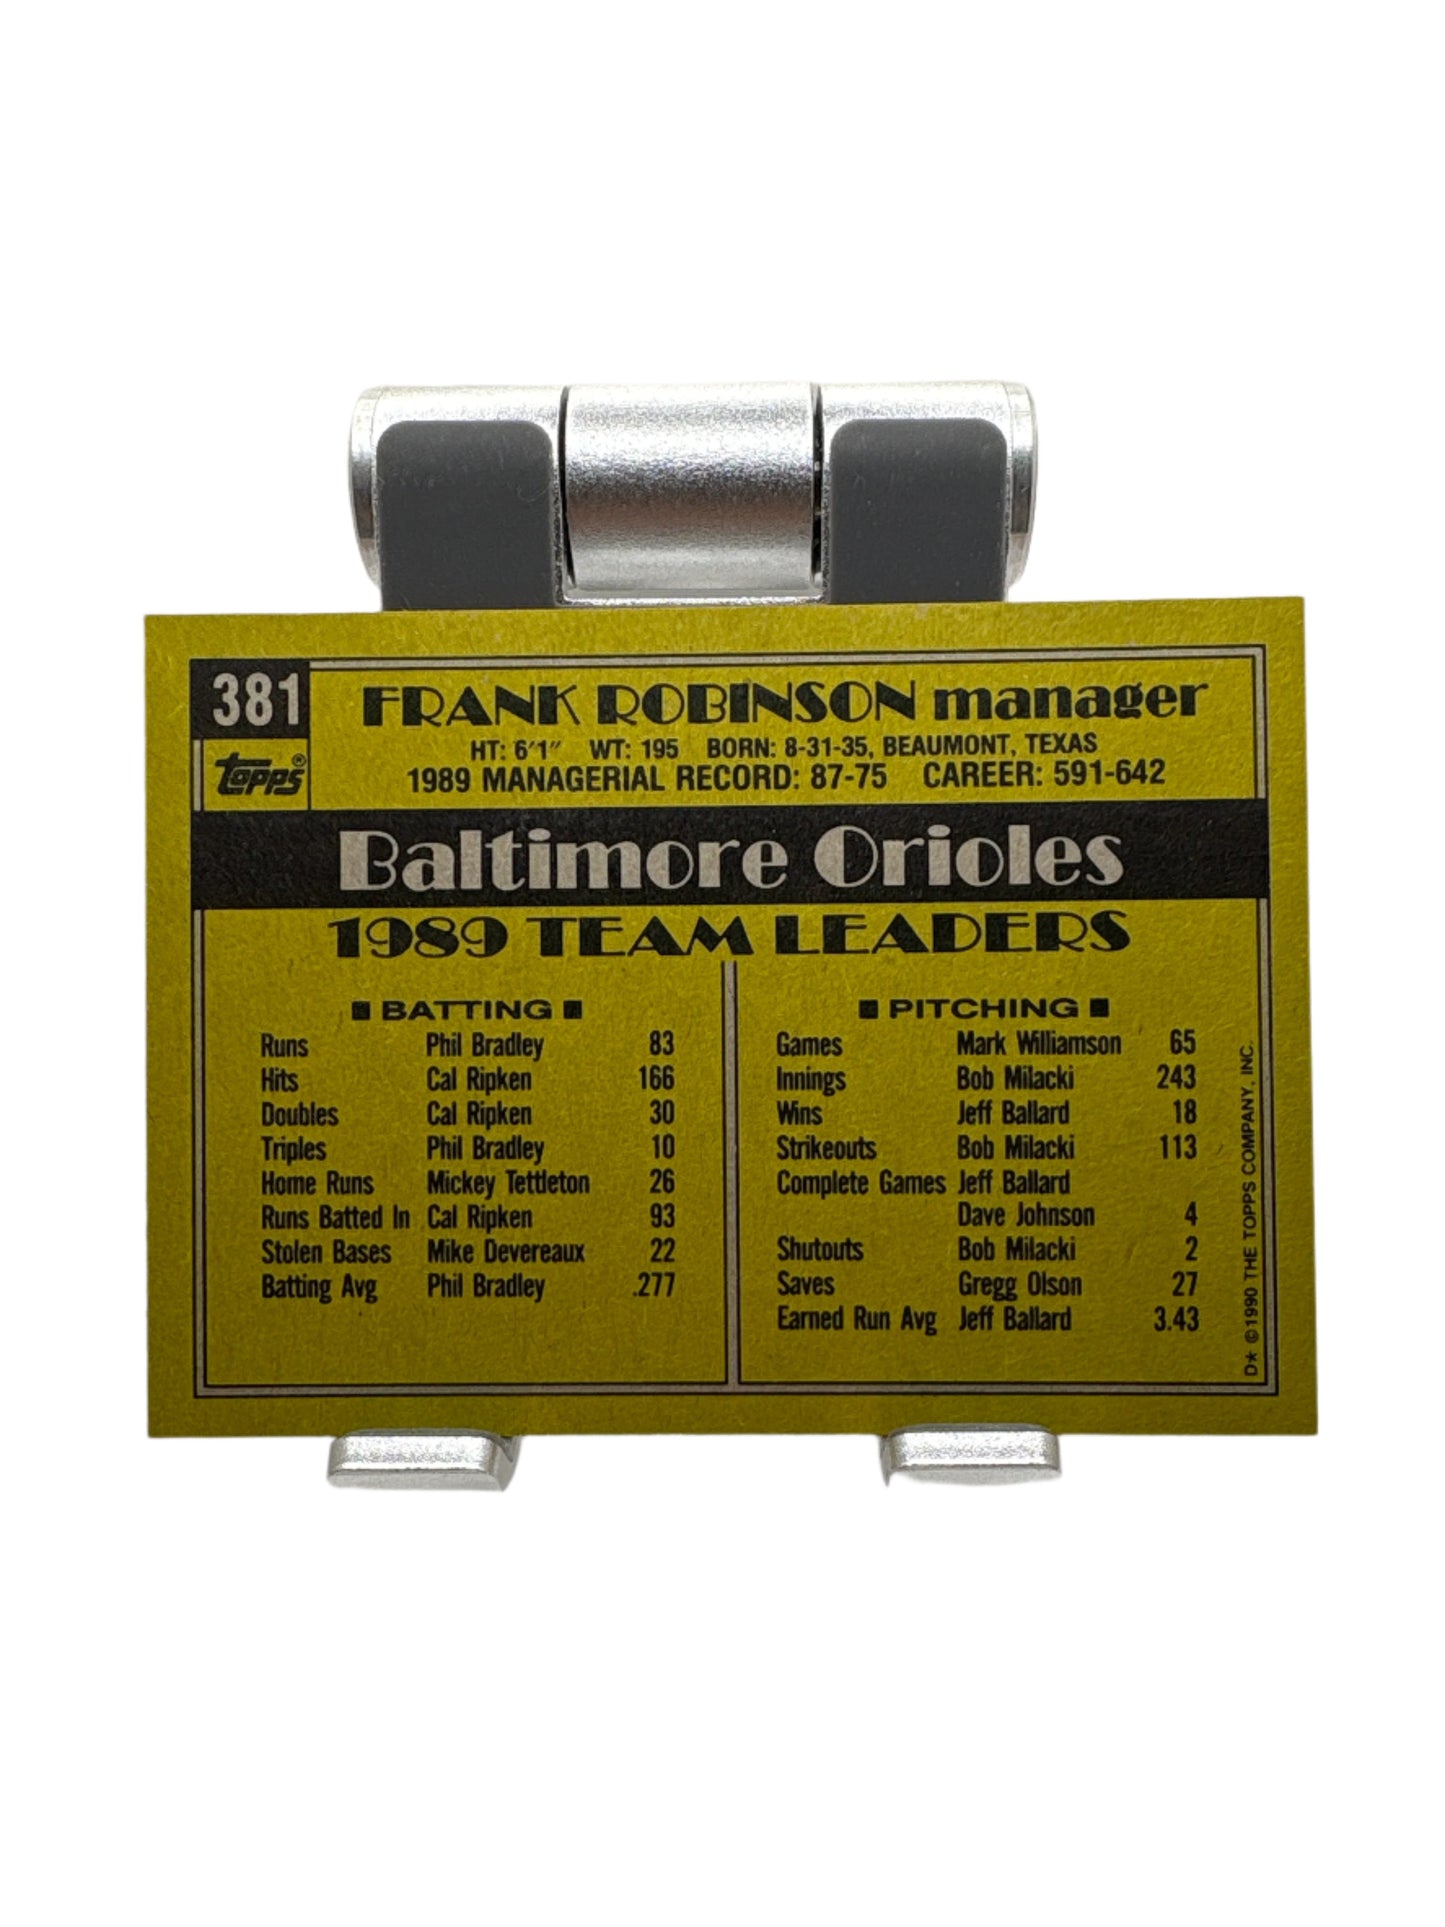 381
topps®
FRANK ROBINSON manager
HT: 6'1" WT: 195 BORN: 8-31-35, BEAUMONT, TEXAS
1989 MANAGERIAL RECORD: 87-75 CAREER: 591-642
Baltimore Orioles
1989 TEAM LEADERS
■ BATTING ■
Runs Phil Bradley 83
Hits Cal Ripken 166
Doubles Cal Ripken 30
Triples Phil Bradley 10
Home Runs Mickey Tettleton 26
Runs Batted In Cal Ripken 93
Stolen Bases Mike Devereaux 22
Batting Avg Phil Bradley .277
■ PITCHING ■
Games Mark Williamson 65
Innings Bob Milacki 243
Wins Jeff Ballard 18
Strikeouts Bob Milacki 113
Complete Games Jeff Ballard
Dave Johnson 4
Shutouts Bob Milacki 2
Saves Gregg Olson 27
Earned Run Avg Jeff Ballard 3.43
D★ ©1990 THE TOPPS COMPANY, INC.